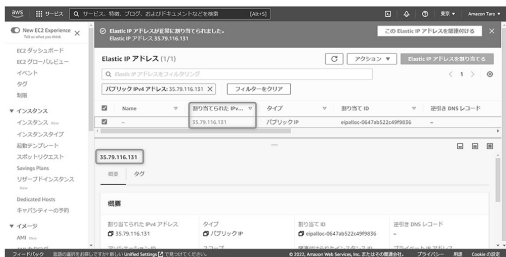 aws
サービス
サービス、特徴、ブログ、およびドキュメントなどを検索
[Alt+S]
東京
Amazon Taro
New EC2 Experience
Tell us what you think
EC2 ダッシュボード
EC2 グローバルビュー
イベント
タグ
制限
インスタンス
インスタンス New
インスタンスタイプ
起動テンプレート
スポットリクエスト
Savings Plans
リザーブドインスタンス
New
Dedicated Hosts
キャパシティーの予約
イメージ
AMI New
Elastic IP アドレスが正常に割り当てられました。
Elastic IP アドレス 35.79.116.131
この Elastic IP アドレスを関連付ける
Elastic IP アドレス (1/1)
アクション
Elastic IP アドレスを割り当てる
Elastic IP アドレスをフィルタリング
1
パブリック IPv4 アドレス: 35.79.116.131
フィルターをクリア
Name
割り当てられた IPv...
タイプ
割り当て ID
逆引き DNS レコード
–
35.79.116.131
パブリック IP
eipalloc-0647ab522c49f9836
–
35.79.116.131
概要
タグ
概要
割り当てられた IPv4 アドレス
タイプ
割り当て ID
逆引き DNS レコード
35.79.116.131
パブリック IP
eipalloc-0647ab522c49f9836
–
フィードバック
Unified Settings
© 2022, Amazon Web Services, Inc. またはその関連会社。
プライバシー
用語
Cookie の設定